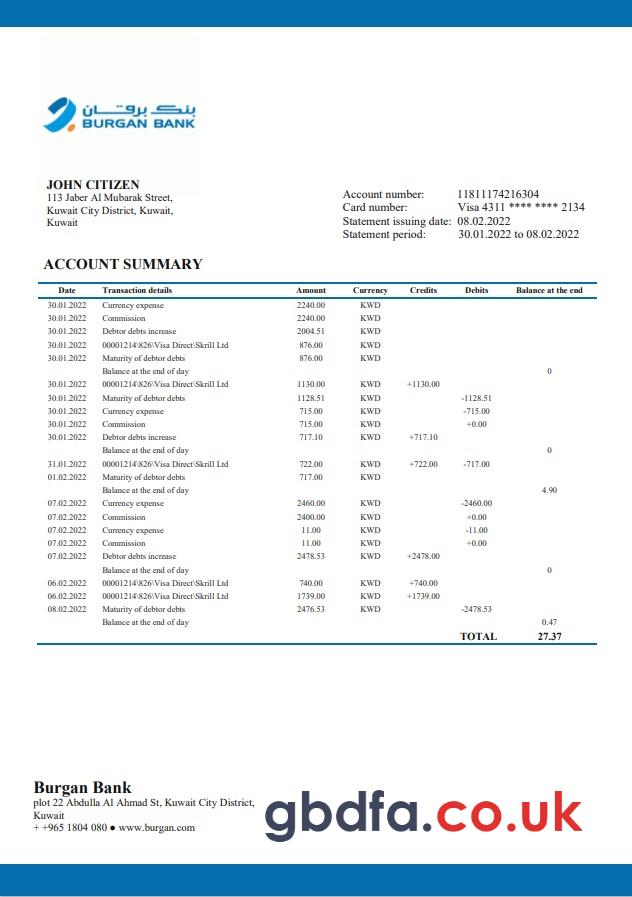 بنك برقان
BURGAN BANK
JOHN CITIZEN
113 Jaber Al Mubarak Street,
Kuwait City District, Kuwait,
Kuwait
Account number: 11811174216304
Card number: Visa 4311 **** **** 2134
Statement issuing date: 08.02.2022
Statement period: 30.01.2022 to 08.02.2022
ACCOUNT SUMMARY
Date Transaction details Amount Currency Credits Debits Balance at the end
30.01.2022 Currency expense 2240.00 KWD
30.01.2022 Commission 2240.00 KWD
30.01.2022 Debtor debts increase 2004.51 KWD
30.01.2022 00001214\826\Visa Direct\Skrill Ltd 876.00 KWD
30.01.2022 Maturity of debtor debts 876.00 KWD
Balance at the end of day 0
30.01.2022 00001214\826\Visa Direct\Skrill Ltd 1130.00 KWD +1130.00
30.01.2022 Maturity of debtor debts 1128.51 KWD -1128.51
30.01.2022 Currency expense 715.00 KWD -715.00
30.01.2022 Commission 715.00 KWD +0.00
30.01.2022 Debtor debts increase 717.10 KWD +717.10
Balance at the end of day 0
31.01.2022 00001214\826\Visa Direct\Skrill Ltd 722.00 KWD +722.00 -717.00
01.02.2022 Maturity of debtor debts 717.00 KWD
Balance at the end of day 4.90
07.02.2022 Currency expense 2460.00 KWD -2460.00
07.02.2022 Commission 2400.00 KWD +0.00
07.02.2022 Currency expense 11.00 KWD -11.00
07.02.2022 Commission 11.00 KWD +0.00
07.02.2022 Debtor debts increase 2478.53 KWD +2478.00
Balance at the end of day 0
06.02.2022 00001214\826\Visa Direct\Skrill Ltd 740.00 KWD +740.00
06.02.2022 00001214\826\Visa Direct\Skrill Ltd 1739.00 KWD +1739.00
08.02.2022 Maturity of debtor debts 2476.53 KWD -2478.53
Balance at the end of day 0.47
TOTAL 27.37
Burgan Bank
plot 22 Abdulla Al Ahmad St, Kuwait City District,
Kuwait
+ +965 1804 080 ● www.burgan.com
gbdfa.co.uk